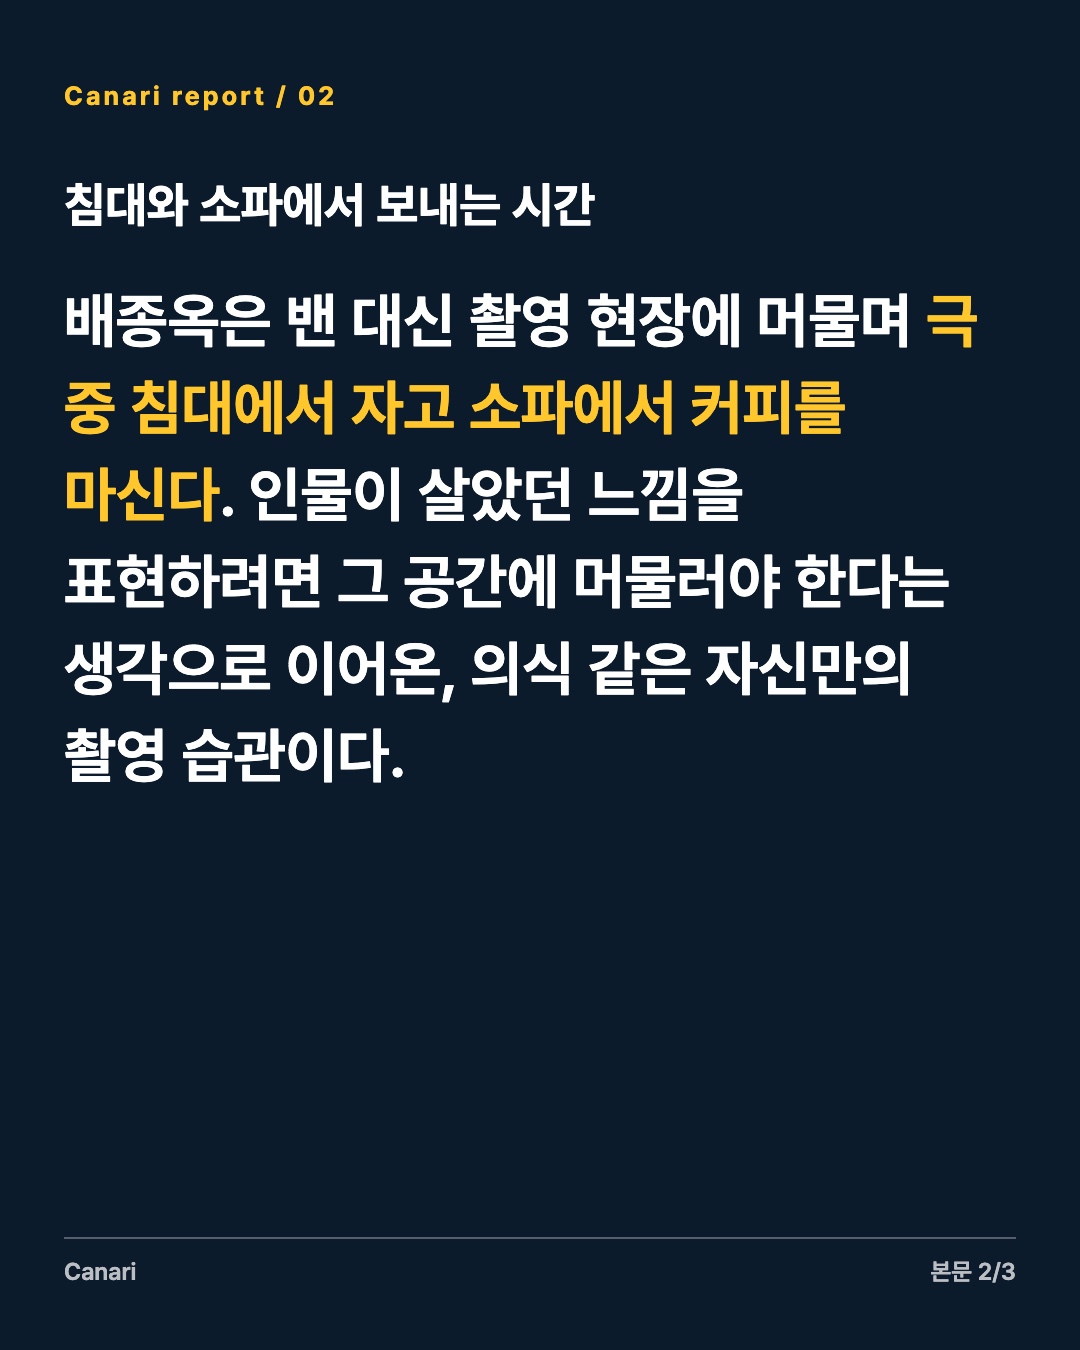 Canari report / 02
침대와 소파에서 보내는 시간
배종옥은 밴 대신 촬영 현장에 머물며 극
중 침대에서 자고 소파에서 커피를
마신다. 인물이 살았던 느낌을
표현하려면 그 공간에 머물러야 한다는
생각으로 이어온, 의식 같은 자신만의
촬영 습관이다.
Canari
본문 2/3